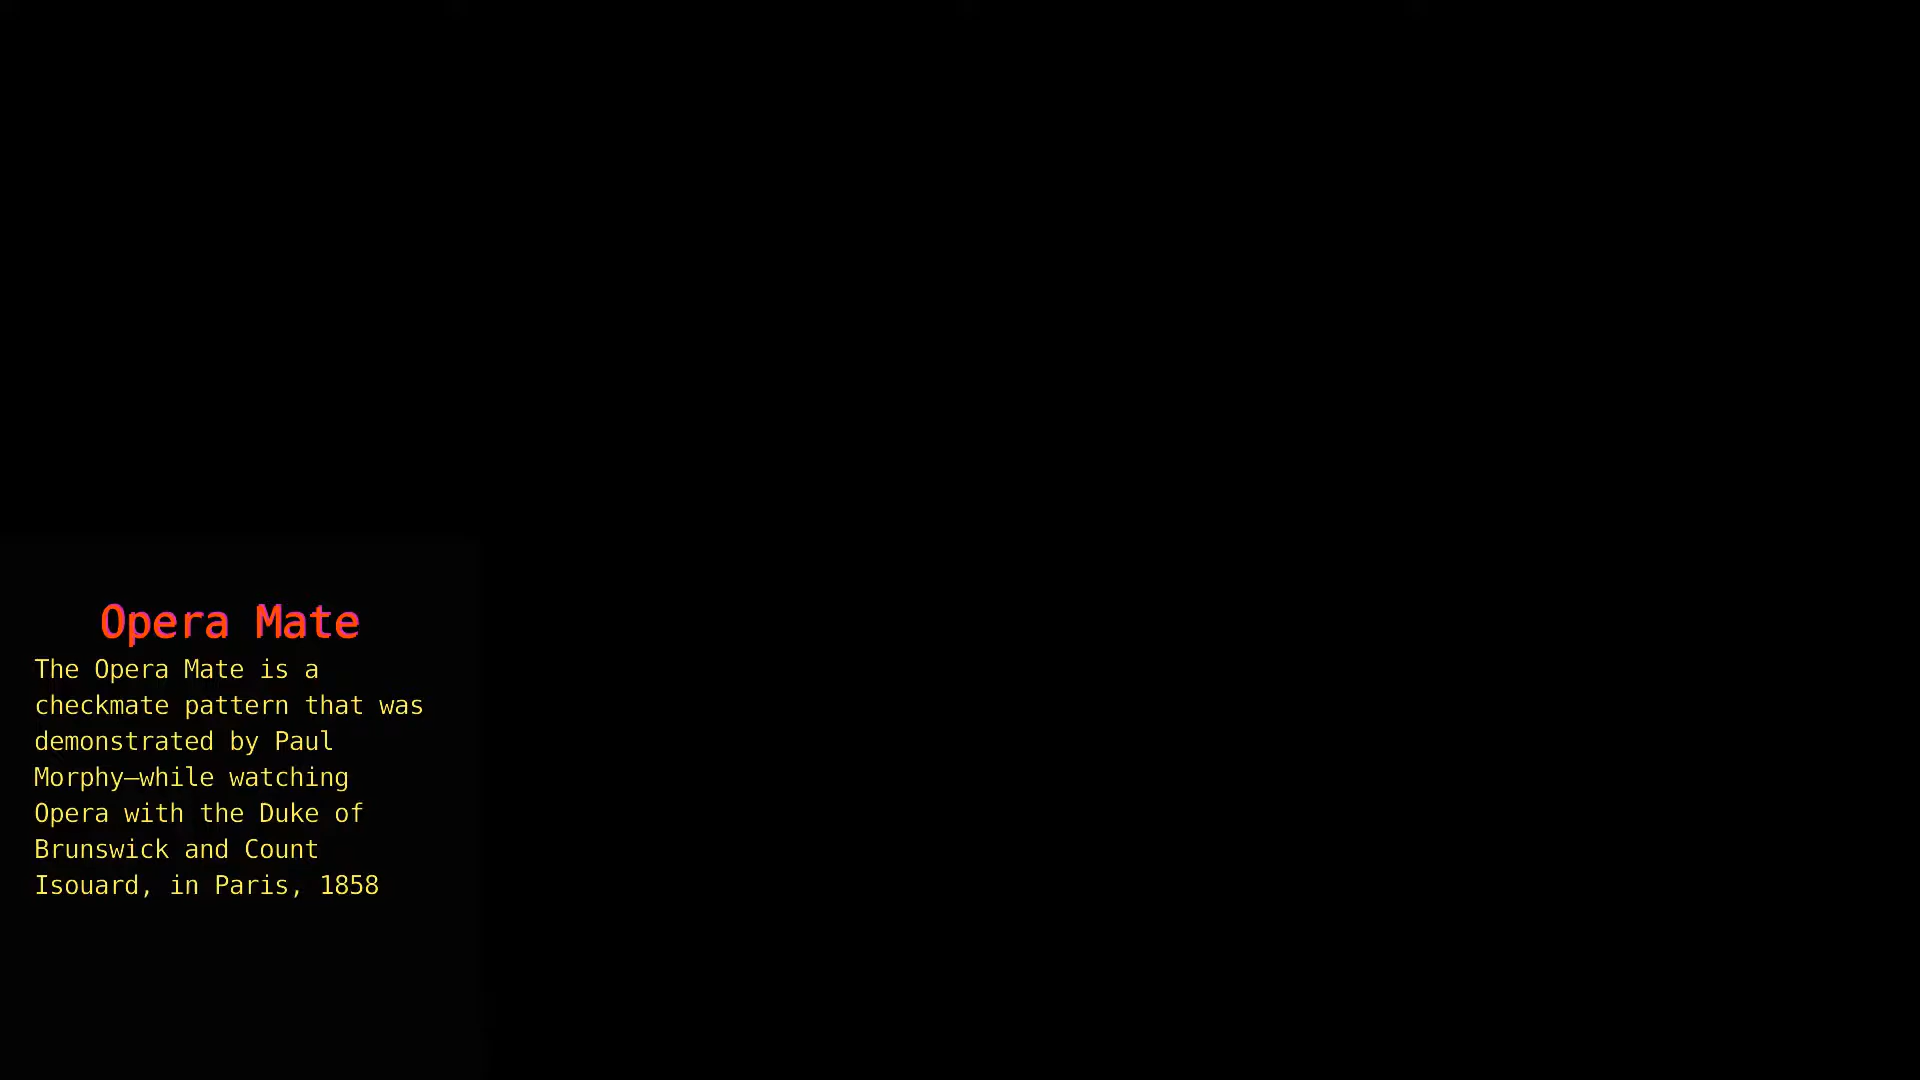 Opera Mate
The Opera Mate is a
checkmate pattern that was
demonstrated by Paul
Morphy—while watching
Opera with the Duke of
Brunswick and Count
Isouard, in Paris, 1858